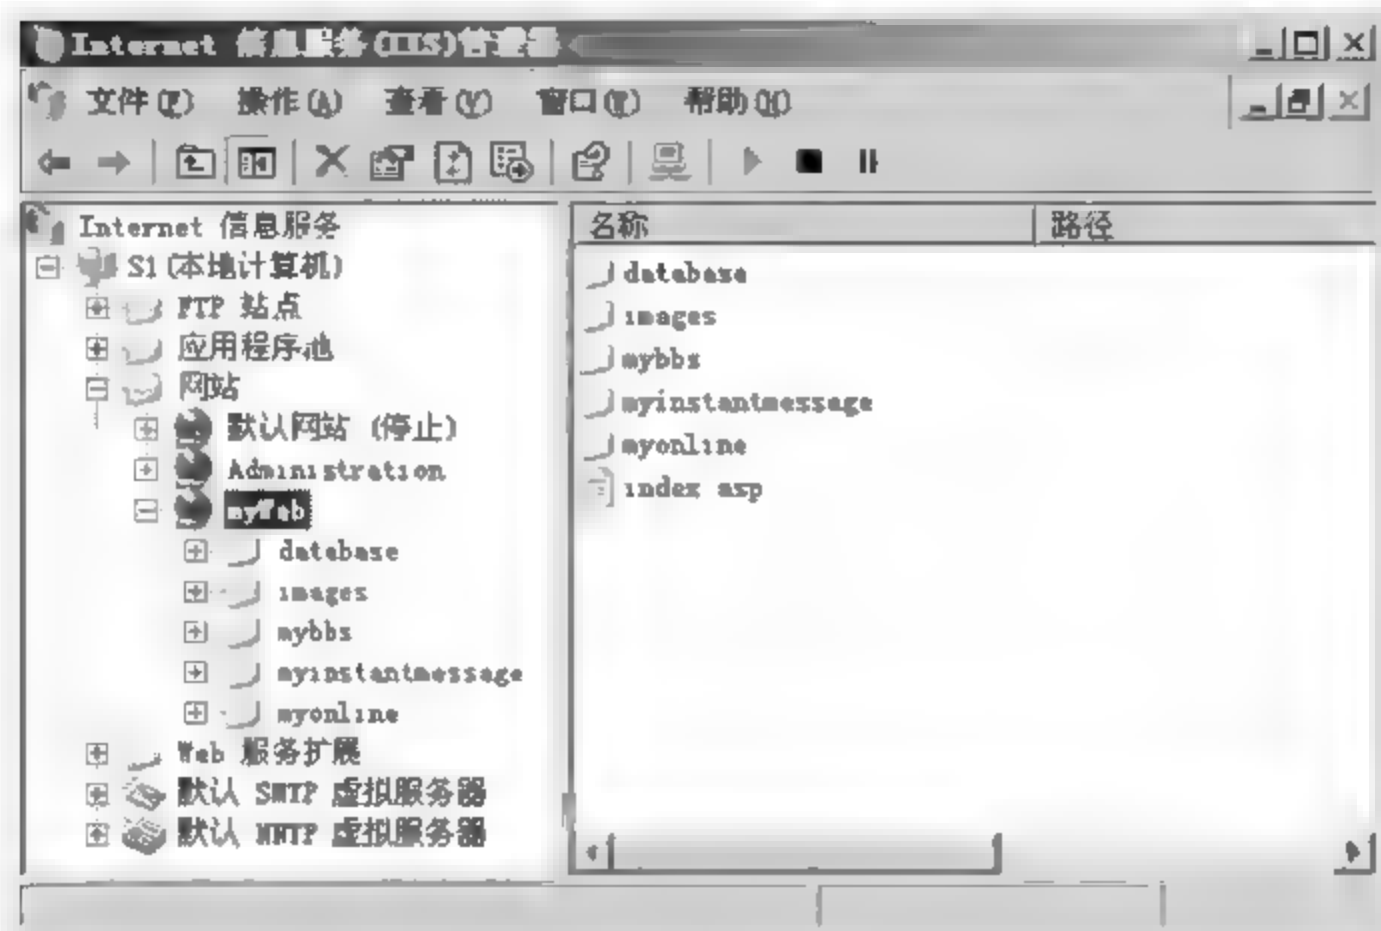 Internet 信息服务(IIS)管理器
文件(F) 操作(A) 查看(V) 窗口(W) 帮助(H)
Internet 信息服务
S1(本地计算机)
FTP 站点
应用程序池
网站
默认网站 (停止)
Administration
myWeb
database
images
mybbs
myinstantmessage
myonline
Web 服务扩展
默认 SMTP 虚拟服务器
默认 NNTP 虚拟服务器
名称 路径
database
images
mybbs
myinstantmessage
myonline
index asp